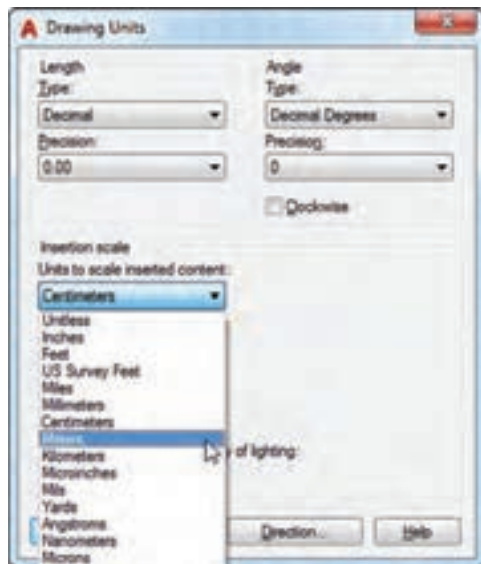 Drawing Units
Length
Type:
Decimal
Precision:
0.00
Angle
Type:
Decimal Degrees
Precision:
0
Clockwise
Insertion scale
Units to scale inserted content:
Centimeters
Unitless
Inches
Feet
US Survey Feet
Miles
Millimeters
Centimeters
Meters
Kilometers
Microinches
Mils
Yards
Angstroms
Nanometers
Microns
y of lighting:
Direction...
Help